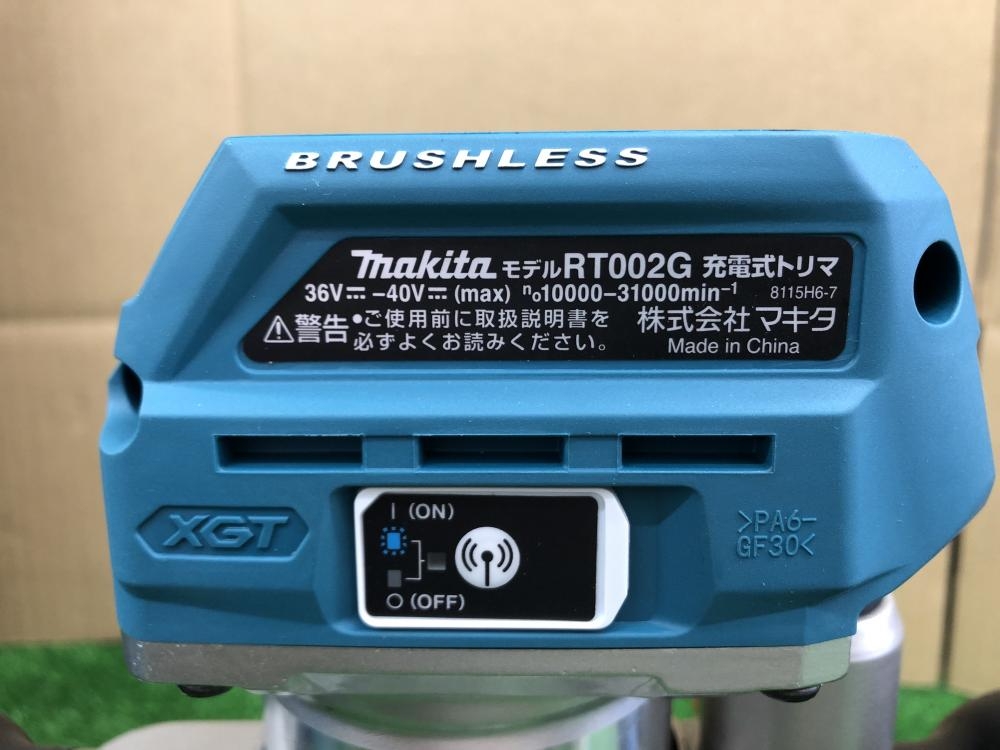 BRUSHLESS
makita モデルRT002G 充電式トリマ
36V⎓-40V⎓(max) n₀10000-31000min⁻¹ 8115H6-7
⚠警告 ●ご使用前に取扱説明書を
必ずよくお読みください。
株式会社マキタ
Made in China
XGT
I (ON)
O (OFF)
>PA6-
GF30<